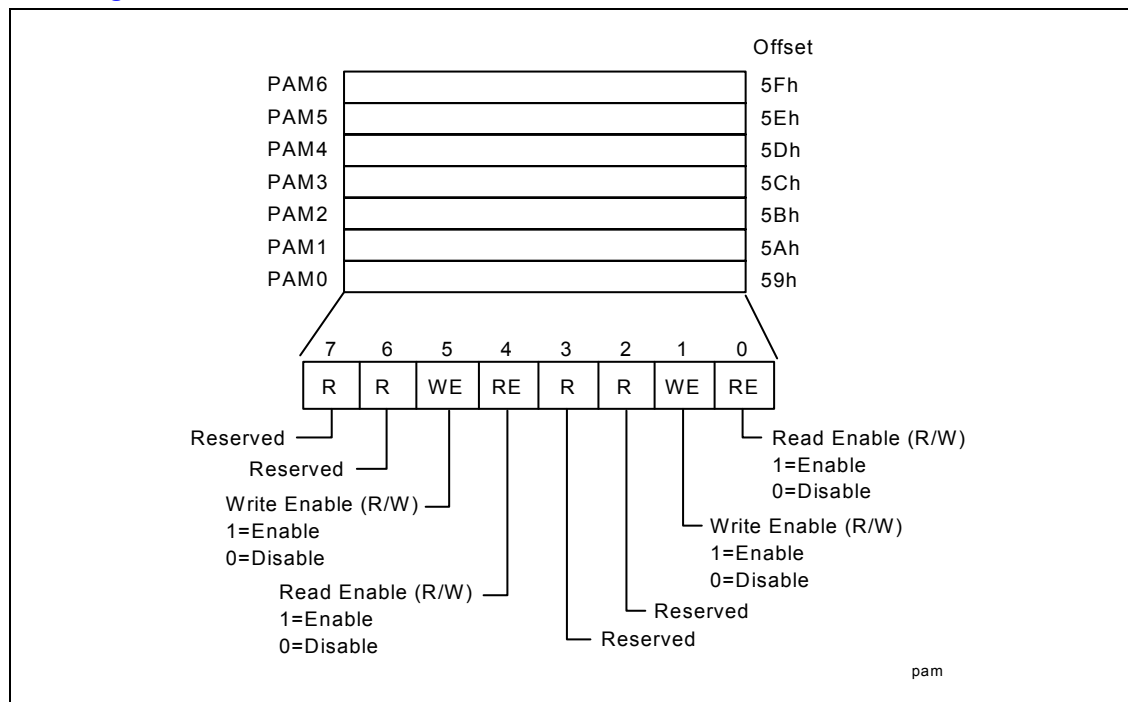 Offset
PAM6 5Fh
PAM5 5Eh
PAM4 5Dh
PAM3 5Ch
PAM2 5Bh
PAM1 5Ah
PAM0 59h
7 6 5 4 3 2 1 0
R R WE RE R R WE RE
Reserved
Reserved
Write Enable (R/W)
1=Enable
0=Disable
Read Enable (R/W)
1=Enable
0=Disable
Reserved
Reserved
Write Enable (R/W)
1=Enable
0=Disable
Read Enable (R/W)
1=Enable
0=Disable
pam